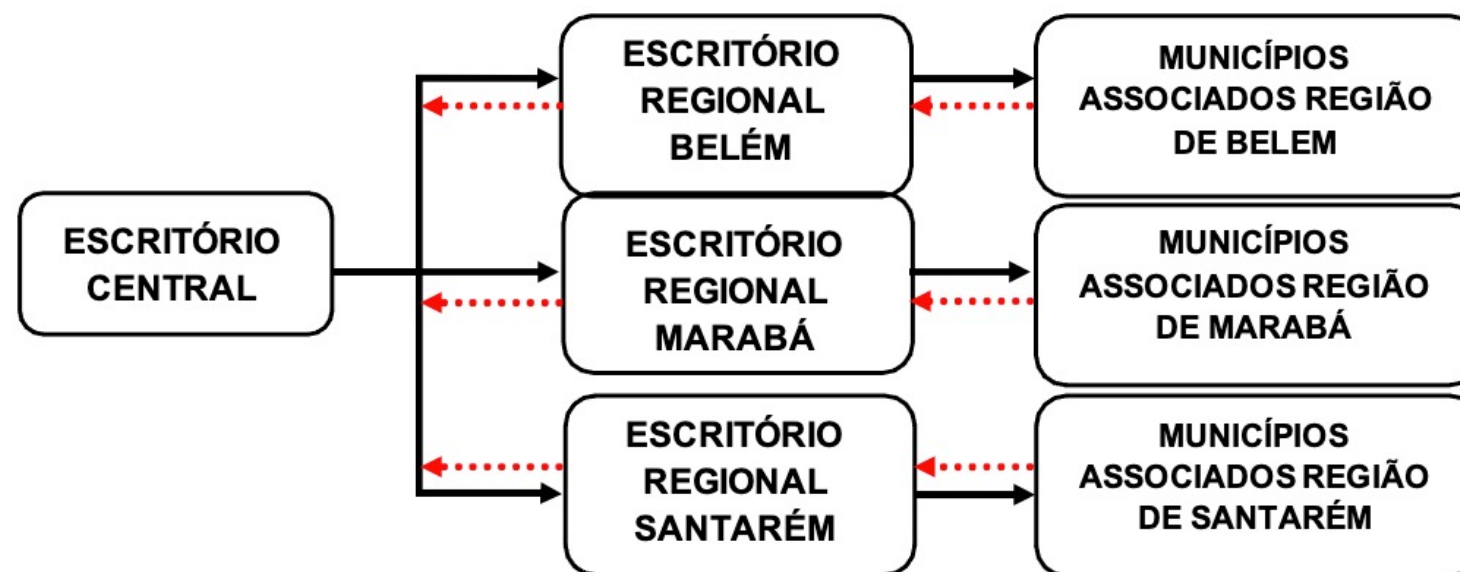 ESCRITÓRIO
CENTRAL
ESCRITÓRIO
REGIONAL
BELÉM
MUNICÍPIOS
ASSOCIADOS REGIÃO
DE BELEM
ESCRITÓRIO
REGIONAL
MARABÁ
MUNICÍPIOS
ASSOCIADOS REGIÃO
DE MARABÁ
ESCRITÓRIO
REGIONAL
SANTARÉM
MUNICÍPIOS
ASSOCIADOS REGIÃO
DE SANTARÉM